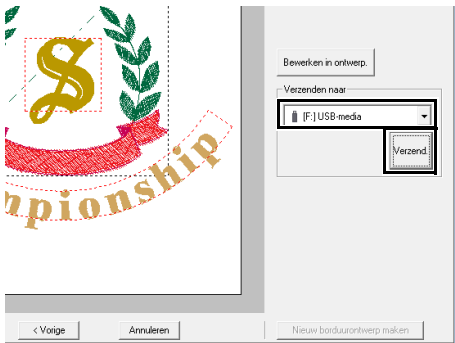 S
mpionship
Bewerken in ontwerp.
Verzenden naar
[F:] USB-media
Verzend.
< Vorige
Annuleren
Nieuw borduurontwerp maken